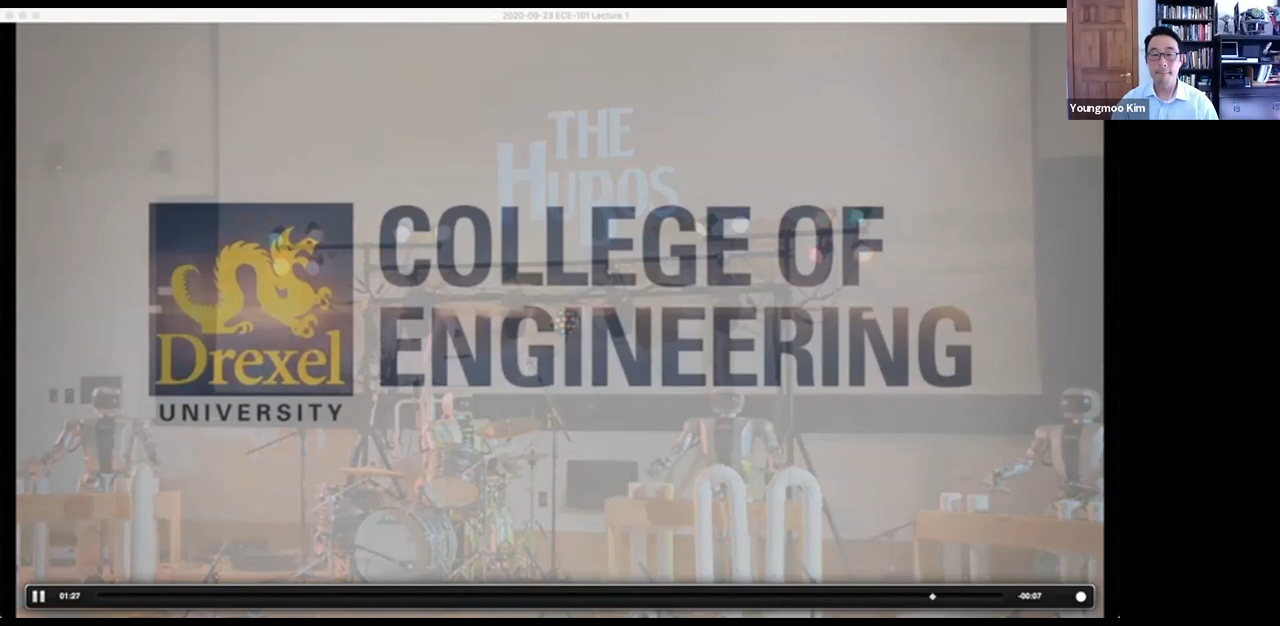 2020-09-23 ECE-101 Lecture 1
Youngmoo Kim
THE
HUBOS
COLLEGE OF
ENGINEERING
Drexel
UNIVERSITY
01:27
-00:07